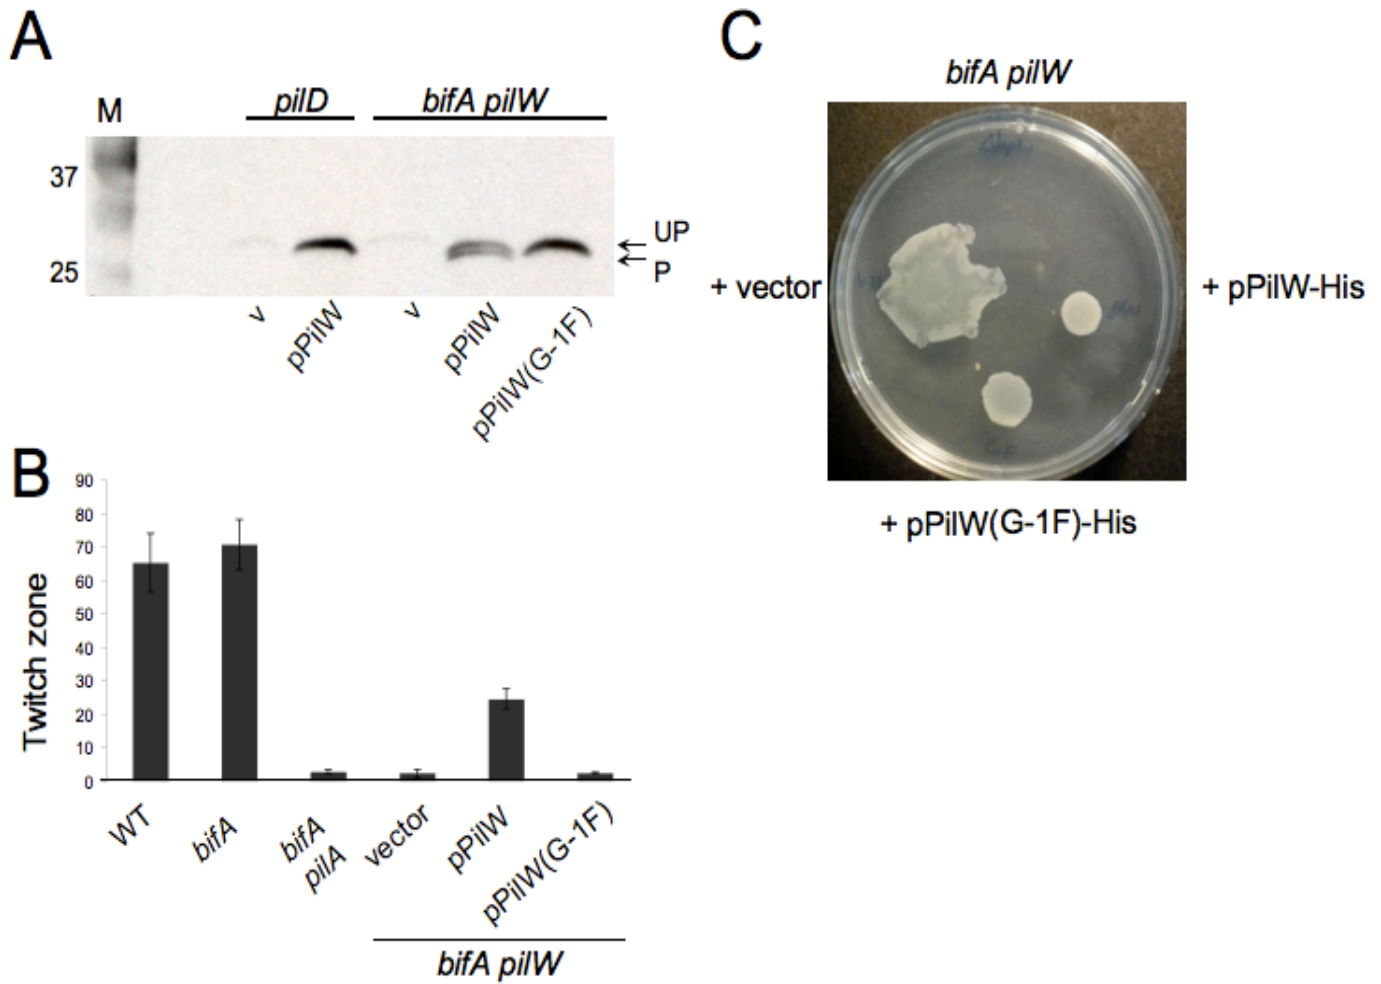 A
M
pilD
bifA pilW
37
25
UP
P
v
pPilW
v
pPilW
pPilW(G-1F)
B
90
80
70
60
50
40
30
20
10
0
Twitch zone
WT
bifA
bifA
pilA
vector
pPilW
pPilW(G-1F)
bifA pilW
C
bifA pilW
+ vector
+ pPilW-His
+ pPilW(G-1F)-His